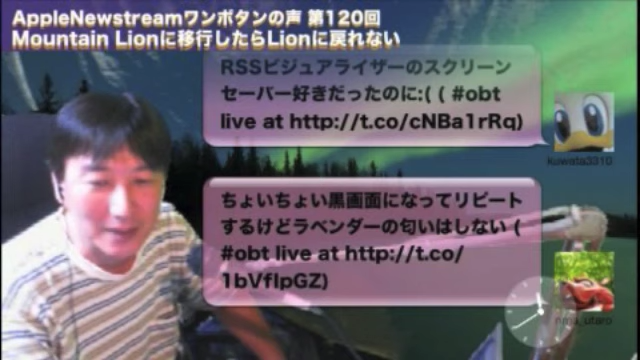 AppleNewstreamワンボタンの声 第120回
Mountain Lionに移行したらLionに戻れない
RSSビジュアライザーのスクリーン
セーバー好きだったのに:( ( #obt
live at http://t.co/cNBa1rRq)
kuwata3310
ちょいちょい黒画面になってリピート
するけどラベンダーの匂いはしない (
#obt live at http://t.co/
1bVfIpGZ)